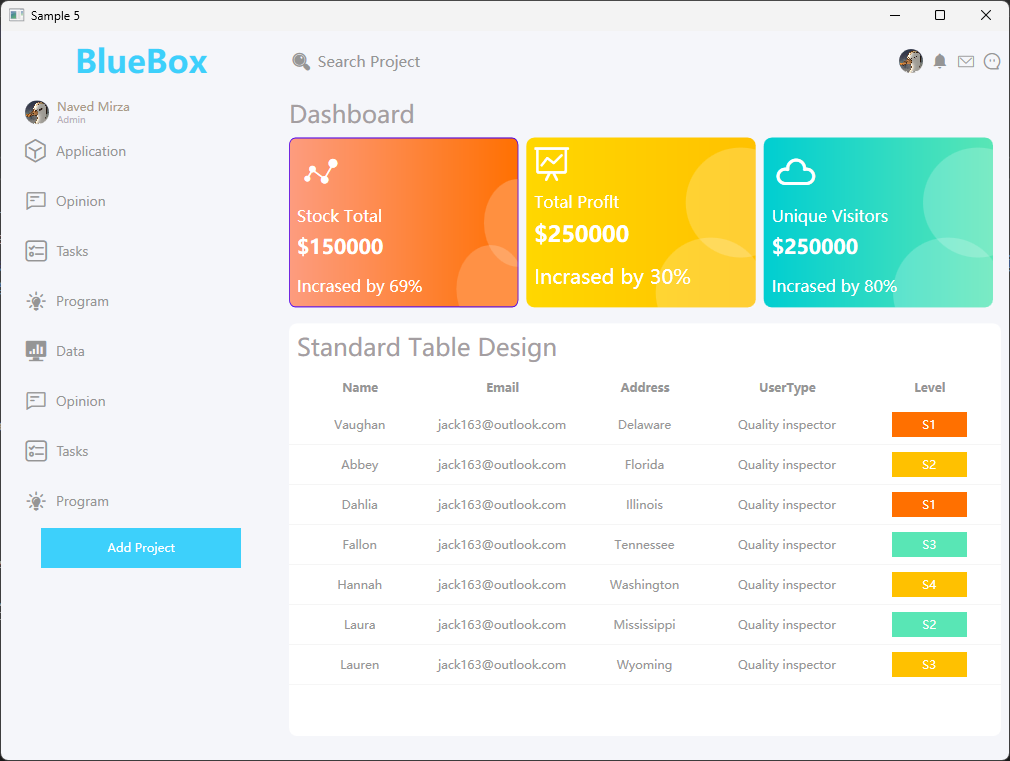 Sample 5
BlueBox
Search Project
Naved Mirza
Admin
Application
Opinion
Tasks
Program
Data
Opinion
Tasks
Program
Add Project
Dashboard
Stock Total
$150000
Incrased by 69%
Total Proflt
$250000
Incrased by 30%
Unique Visitors
$250000
Incrased by 80%
Standard Table Design
Name Email Address UserType Level
Vaughan jack163@outlook.com Delaware Quality inspector S1
Abbey jack163@outlook.com Florida Quality inspector S2
Dahlia jack163@outlook.com Illinois Quality inspector S1
Fallon jack163@outlook.com Tennessee Quality inspector S3
Hannah jack163@outlook.com Washington Quality inspector S4
Laura jack163@outlook.com Mississippi Quality inspector S2
Lauren jack163@outlook.com Wyoming Quality inspector S3